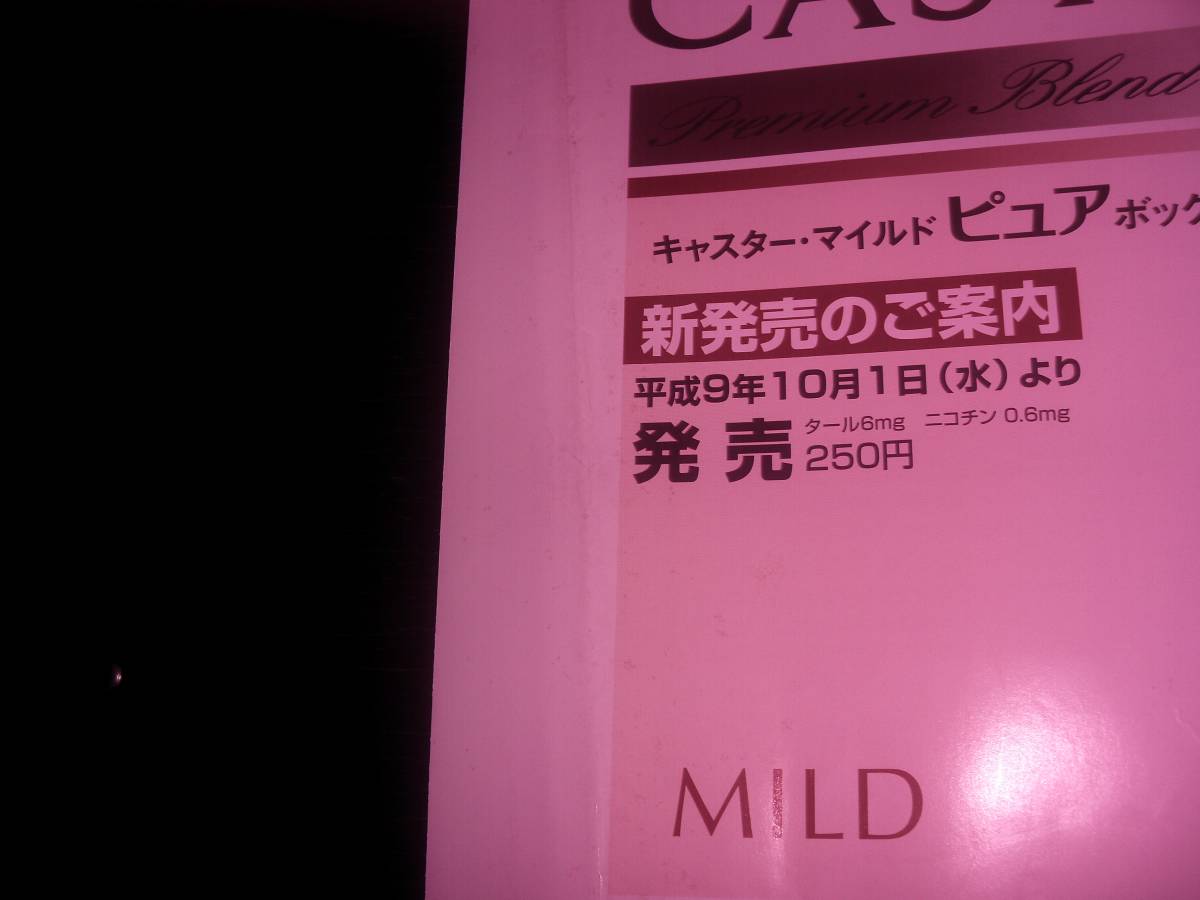 CAST
Premium Blend
キャスター・マイルド ピュア ボック
新発売のご案内
平成9年10月1日(水)より
発売 タール6mg ニコチン 0.6mg
250円
MILD